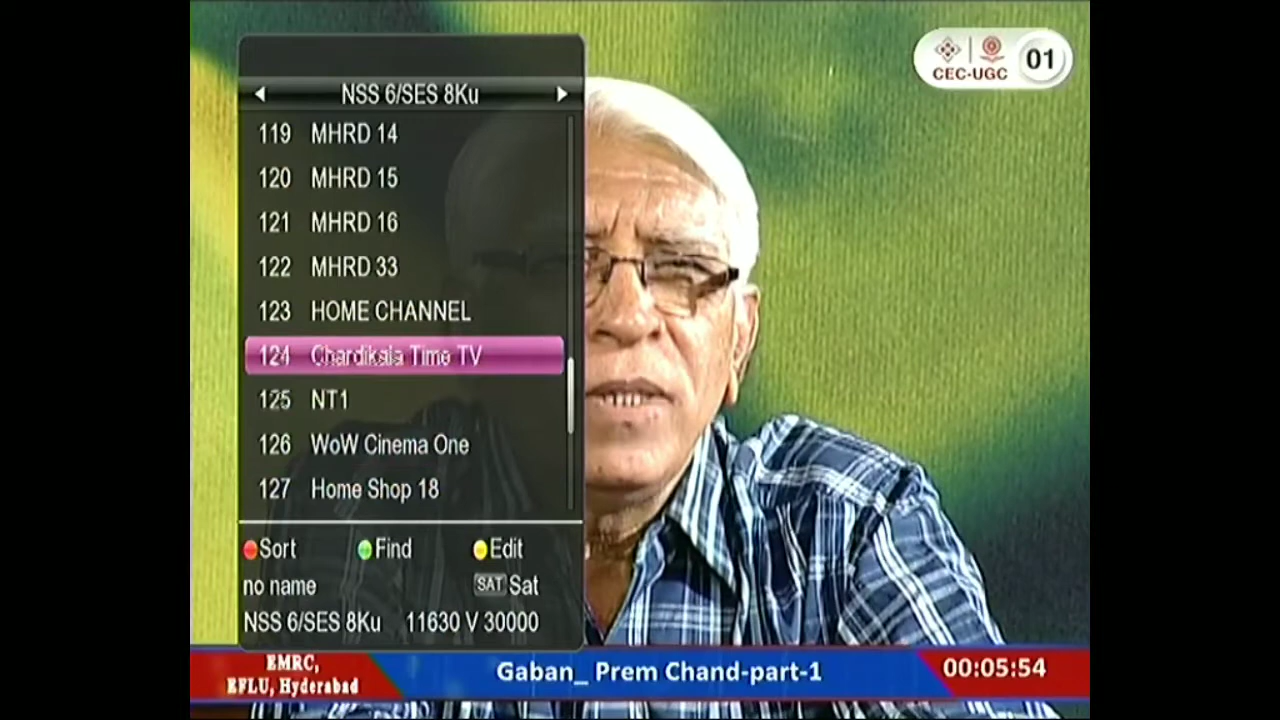 CEC-UGC 01
NSS 6/SES 8Ku
119 MHRD 14
120 MHRD 15
121 MHRD 16
122 MHRD 33
123 HOME CHANNEL
124 Chardikala Time TV
125 NT1
126 WoW Cinema One
127 Home Shop 18
Sort Find Edit
no name SAT Sat
NSS 6/SES 8Ku 11630 V 30000
EMRC,
EFLU, Hyderabad
Gaban_ Prem Chand-part-1
00:05:54